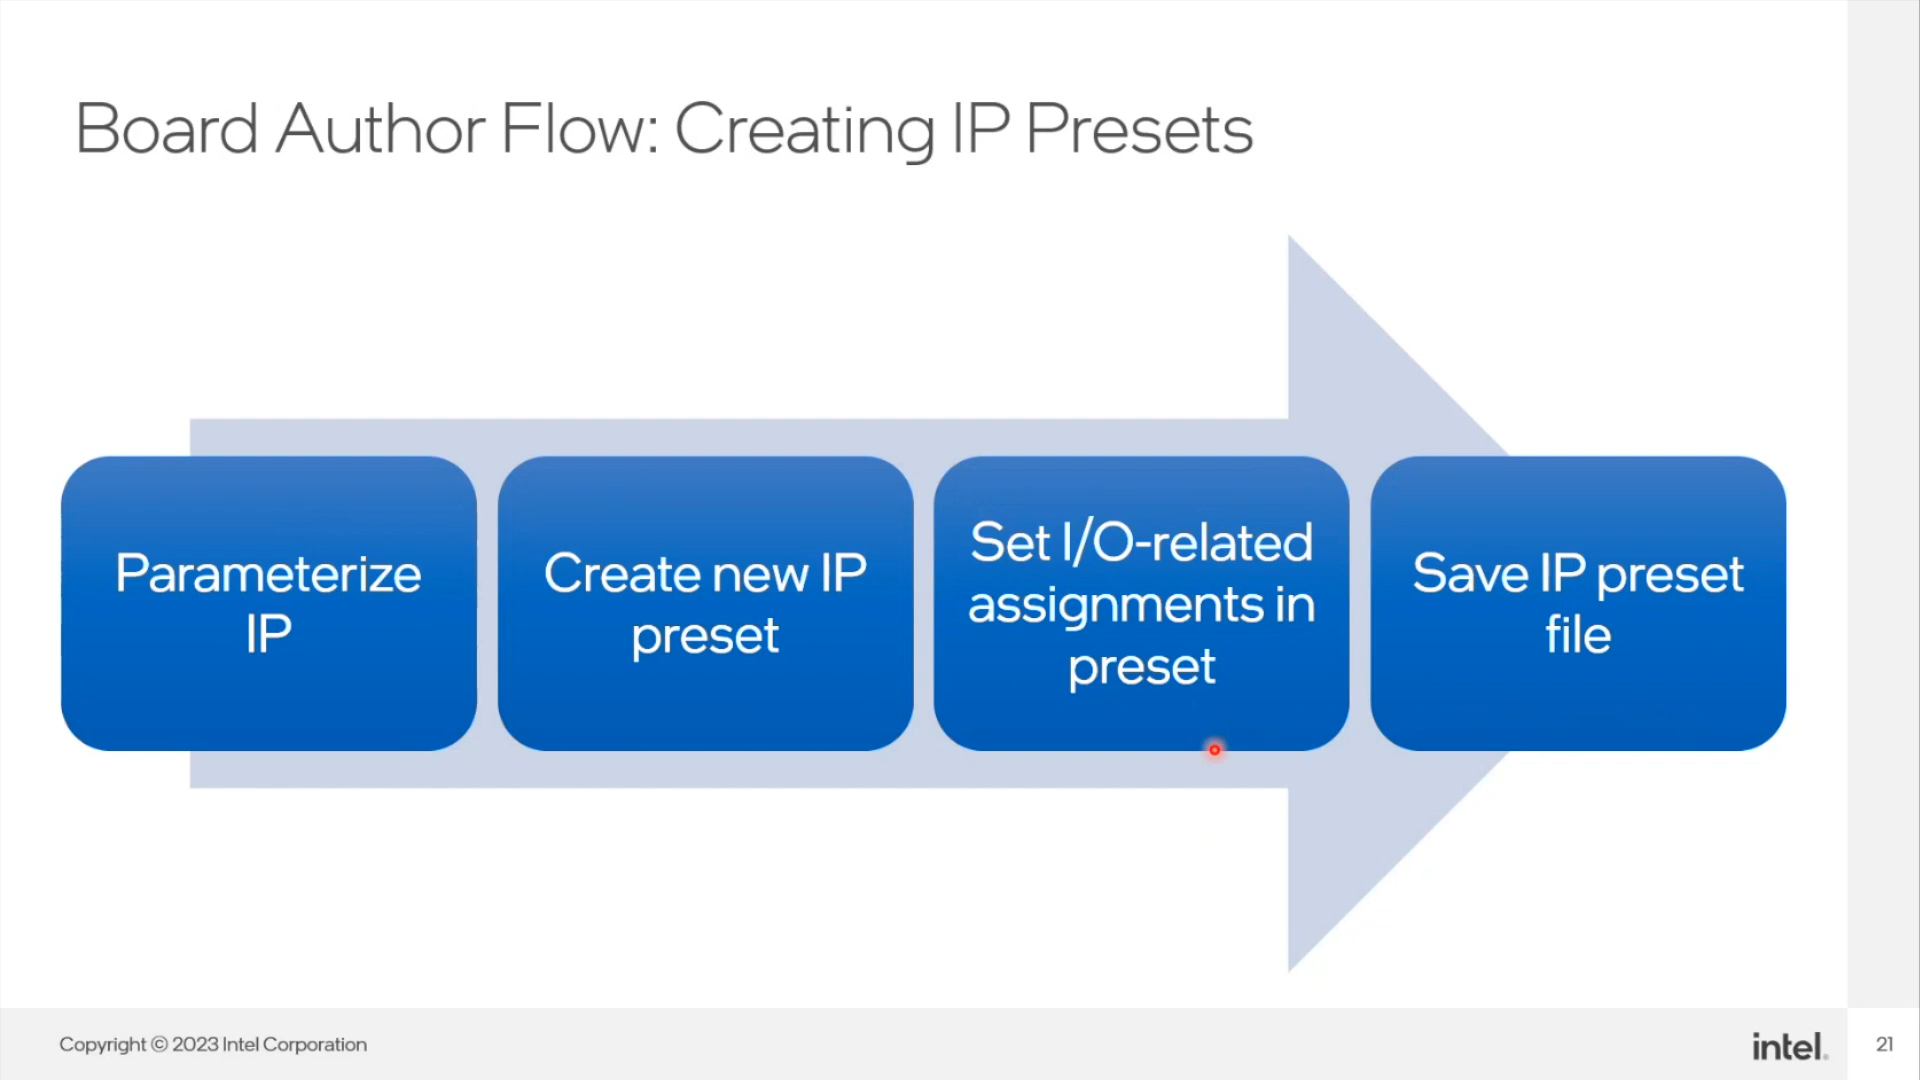 Board Author Flow: Creating IP Presets
Parameterize
IP
Create new IP
preset
Set I/O-related
assignments in
preset
Save IP preset
file
Copyright © 2023 Intel Corporation
intel.
21